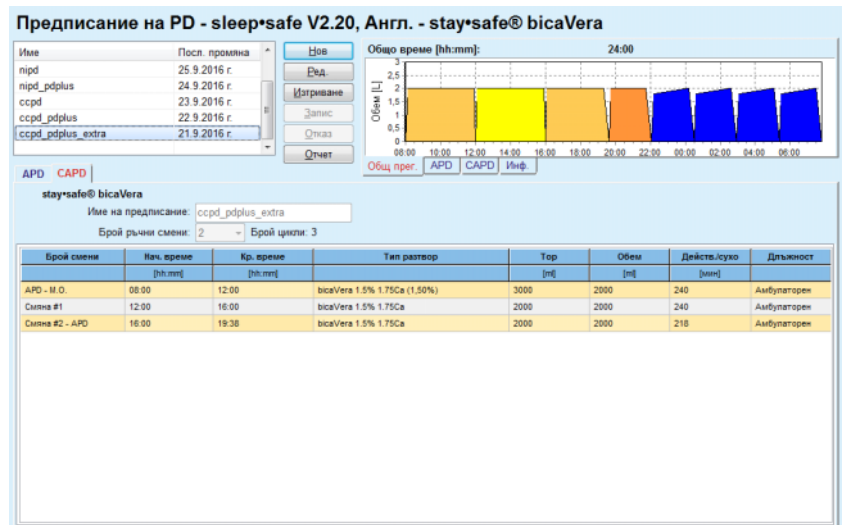 Предписание на PD - sleep•safe V2.20, Англ. - stay•safe® bicaVera
Име Посл. промяна
nipd 25.9.2016 г.
nipd_pdplus 24.9.2016 г.
ccpd 23.9.2016 г.
ccpd_pdplus 22.9.2016 г.
ccpd_pdplus_extra 21.9.2016 г.
Нов
Ред.
Изтриване
Запис
Отказ
Отчет
Общо време [hh:mm]: 24:00
Обем [L]
3
2,5
2
1,5
1
0,5
0
08:00 10:00 12:00 14:00 16:00 18:00 20:00 22:00 00:00 02:00 04:00 06:00
Общ прег. APD CAPD Инф.
APD CAPD
stay•safe® bicaVera
Име на предписание: ccpd_pdplus_extra
Брой ръчни смени: 2 Брой цикли: 3
Брой смени Нач. време Кр. време Тип разтвор Тор Обем Действ./сухо Длъжност
[hh:mm] [hh:mm] [ml] [ml] [мин]
APD - М.О. 08:00 12:00 bicaVera 1.5% 1.75Ca (1,50%) 3000 2000 240 Амбулаторен
Смяна #1 12:00 16:00 bicaVera 1.5% 1.75Ca 2000 2000 240 Амбулаторен
Смяна #2 - APD 16:00 19:38 bicaVera 1.5% 1.75Ca 2000 2000 218 Амбулаторен